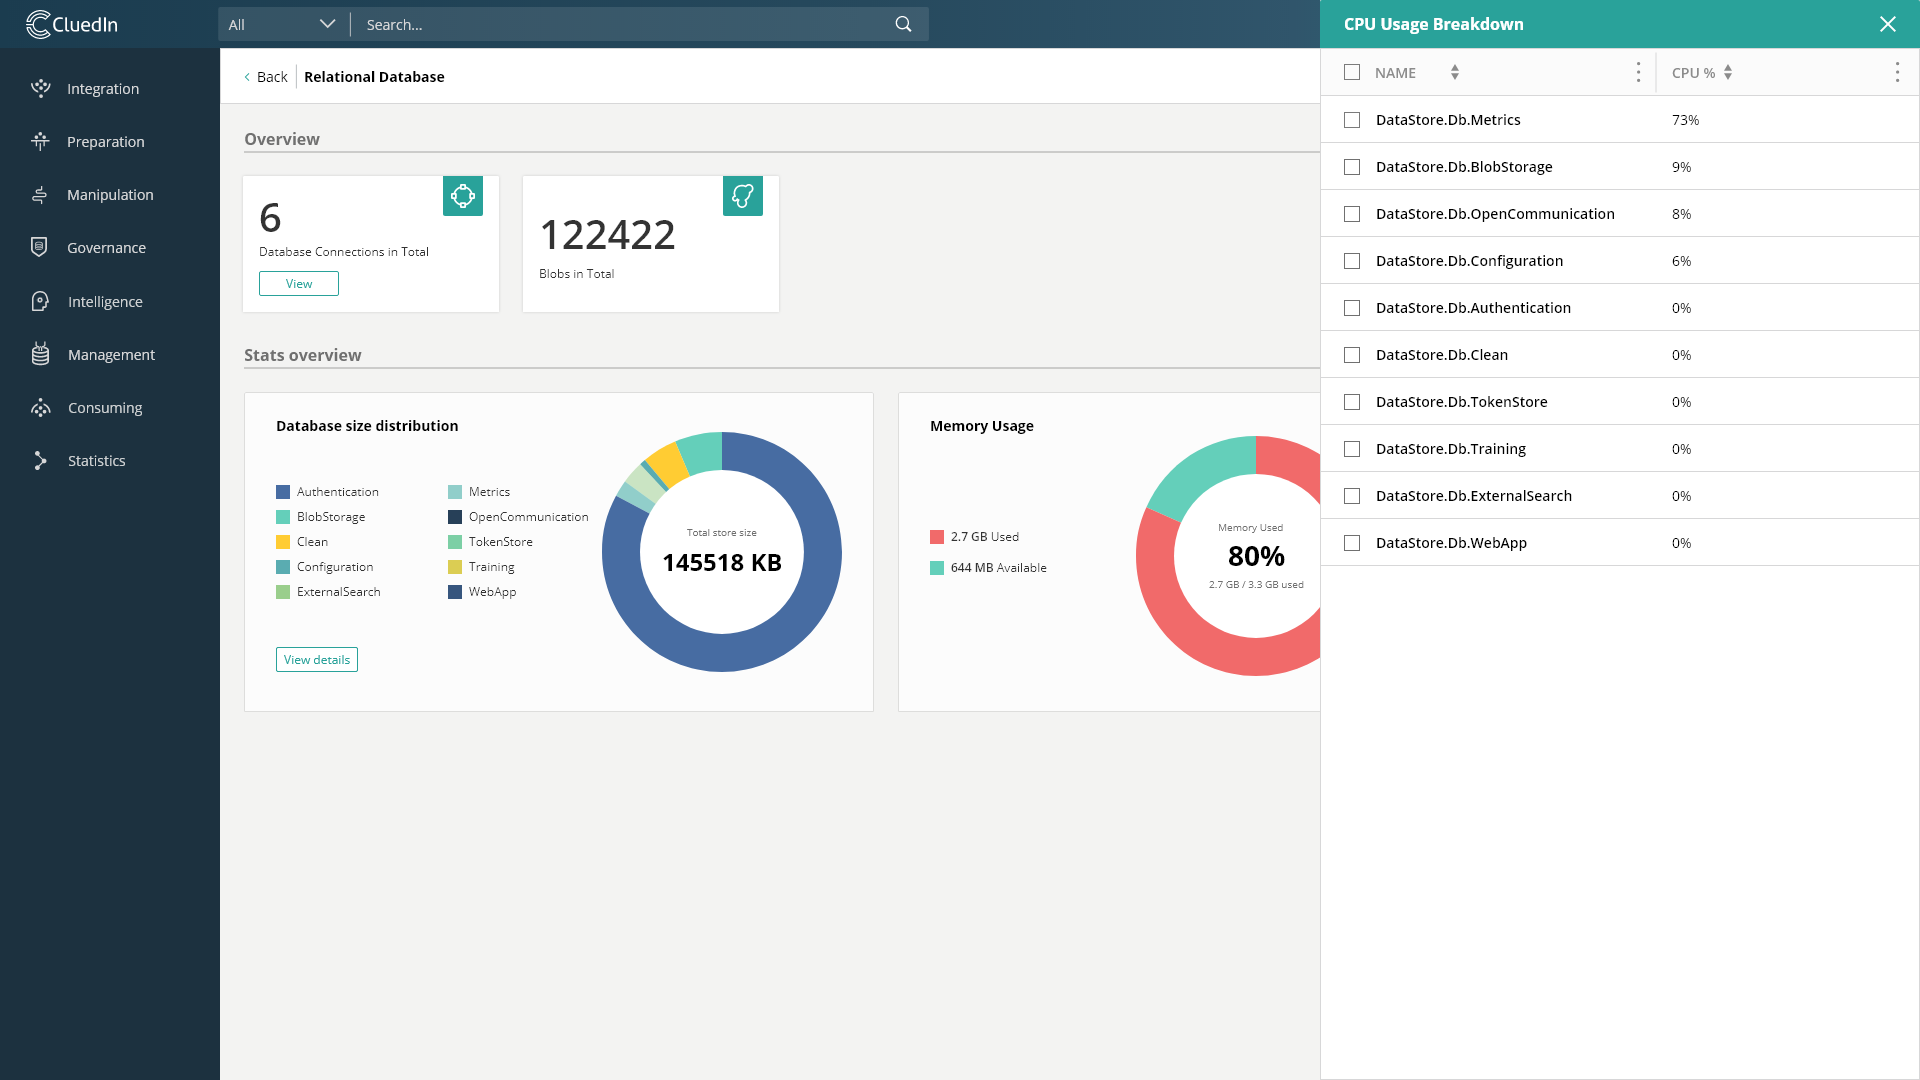 CluedIn
All
Search...
Integration
Preparation
Manipulation
Governance
Intelligence
Management
Consuming
Statistics
Back
Relational Database
Overview
6
Database Connections in Total
View
122422
Blobs in Total
Stats overview
Database size distribution
Authentication
BlobStorage
Clean
Configuration
ExternalSearch
Metrics
OpenCommunication
TokenStore
Training
WebApp
Total store size
145518 KB
View details
Memory Usage
2.7 GB Used
644 MB Available
Memory Used
80%
2.7 GB / 3.3 GB used
CPU Usage Breakdown
NAME CPU %
DataStore.Db.Metrics 73%
DataStore.Db.BlobStorage 9%
DataStore.Db.OpenCommunication 8%
DataStore.Db.Configuration 6%
DataStore.Db.Authentication 0%
DataStore.Db.Clean 0%
DataStore.Db.TokenStore 0%
DataStore.Db.Training 0%
DataStore.Db.ExternalSearch 0%
DataStore.Db.WebApp 0%